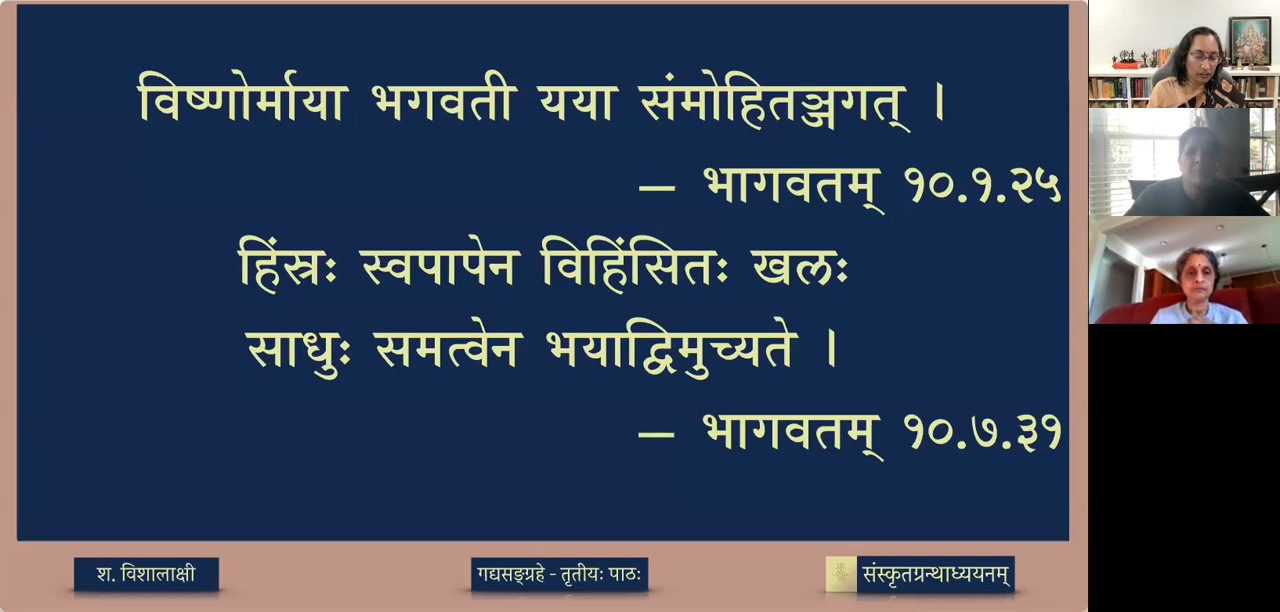 विष्णोर्माया भगवती यया संमोहितञ्जगत् ।
– भागवतम् १०.१.२५
हिंस्रः स्वपापेन विहिंसितः खलः
साधुः समत्वेन भयाद्विमुच्यते ।
– भागवतम् १०.७.३१
श. विशालाक्षी
गद्यसङ्ग्रहे - तृतीयः पाठः
संस्कृतग्रन्थाध्ययनम्